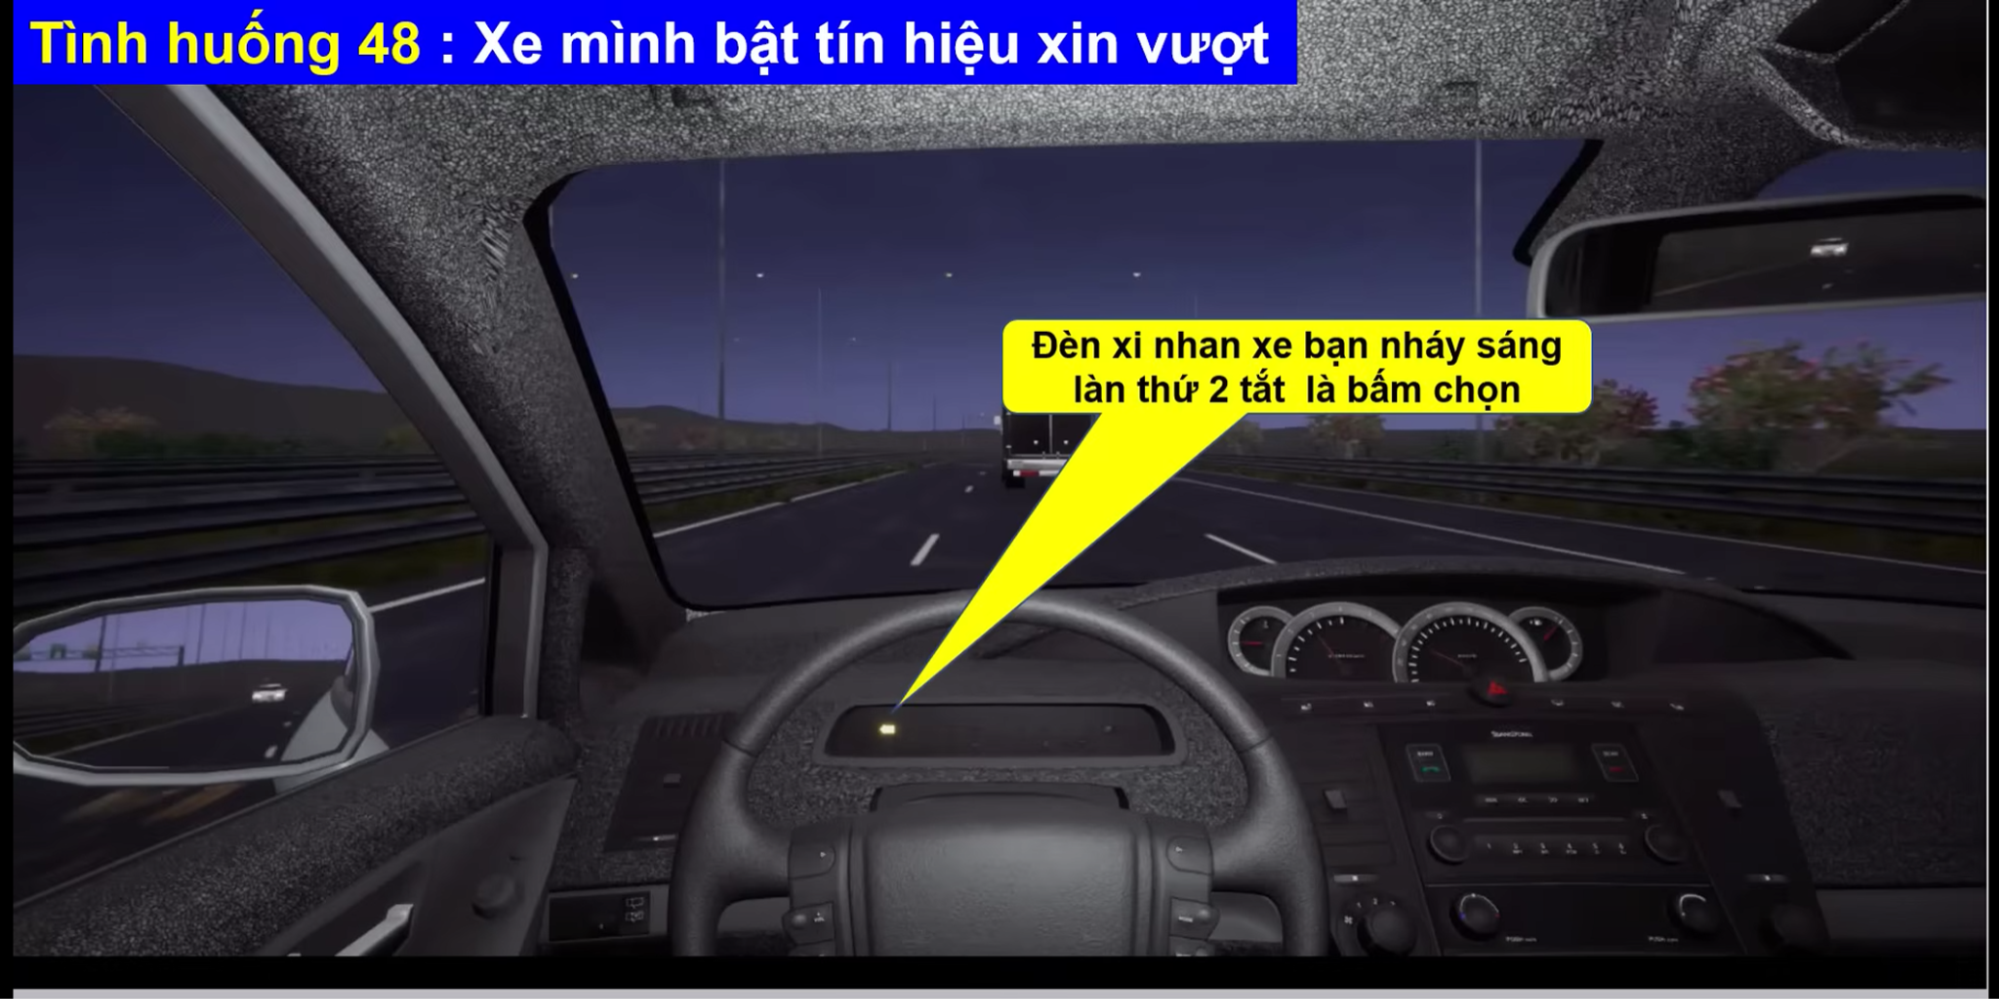 Tình huống 48 : Xe mình bật tín hiệu xin vượt
Đèn xi nhan xe bạn nháy sáng
làn thứ 2 tắt là bấm chọn